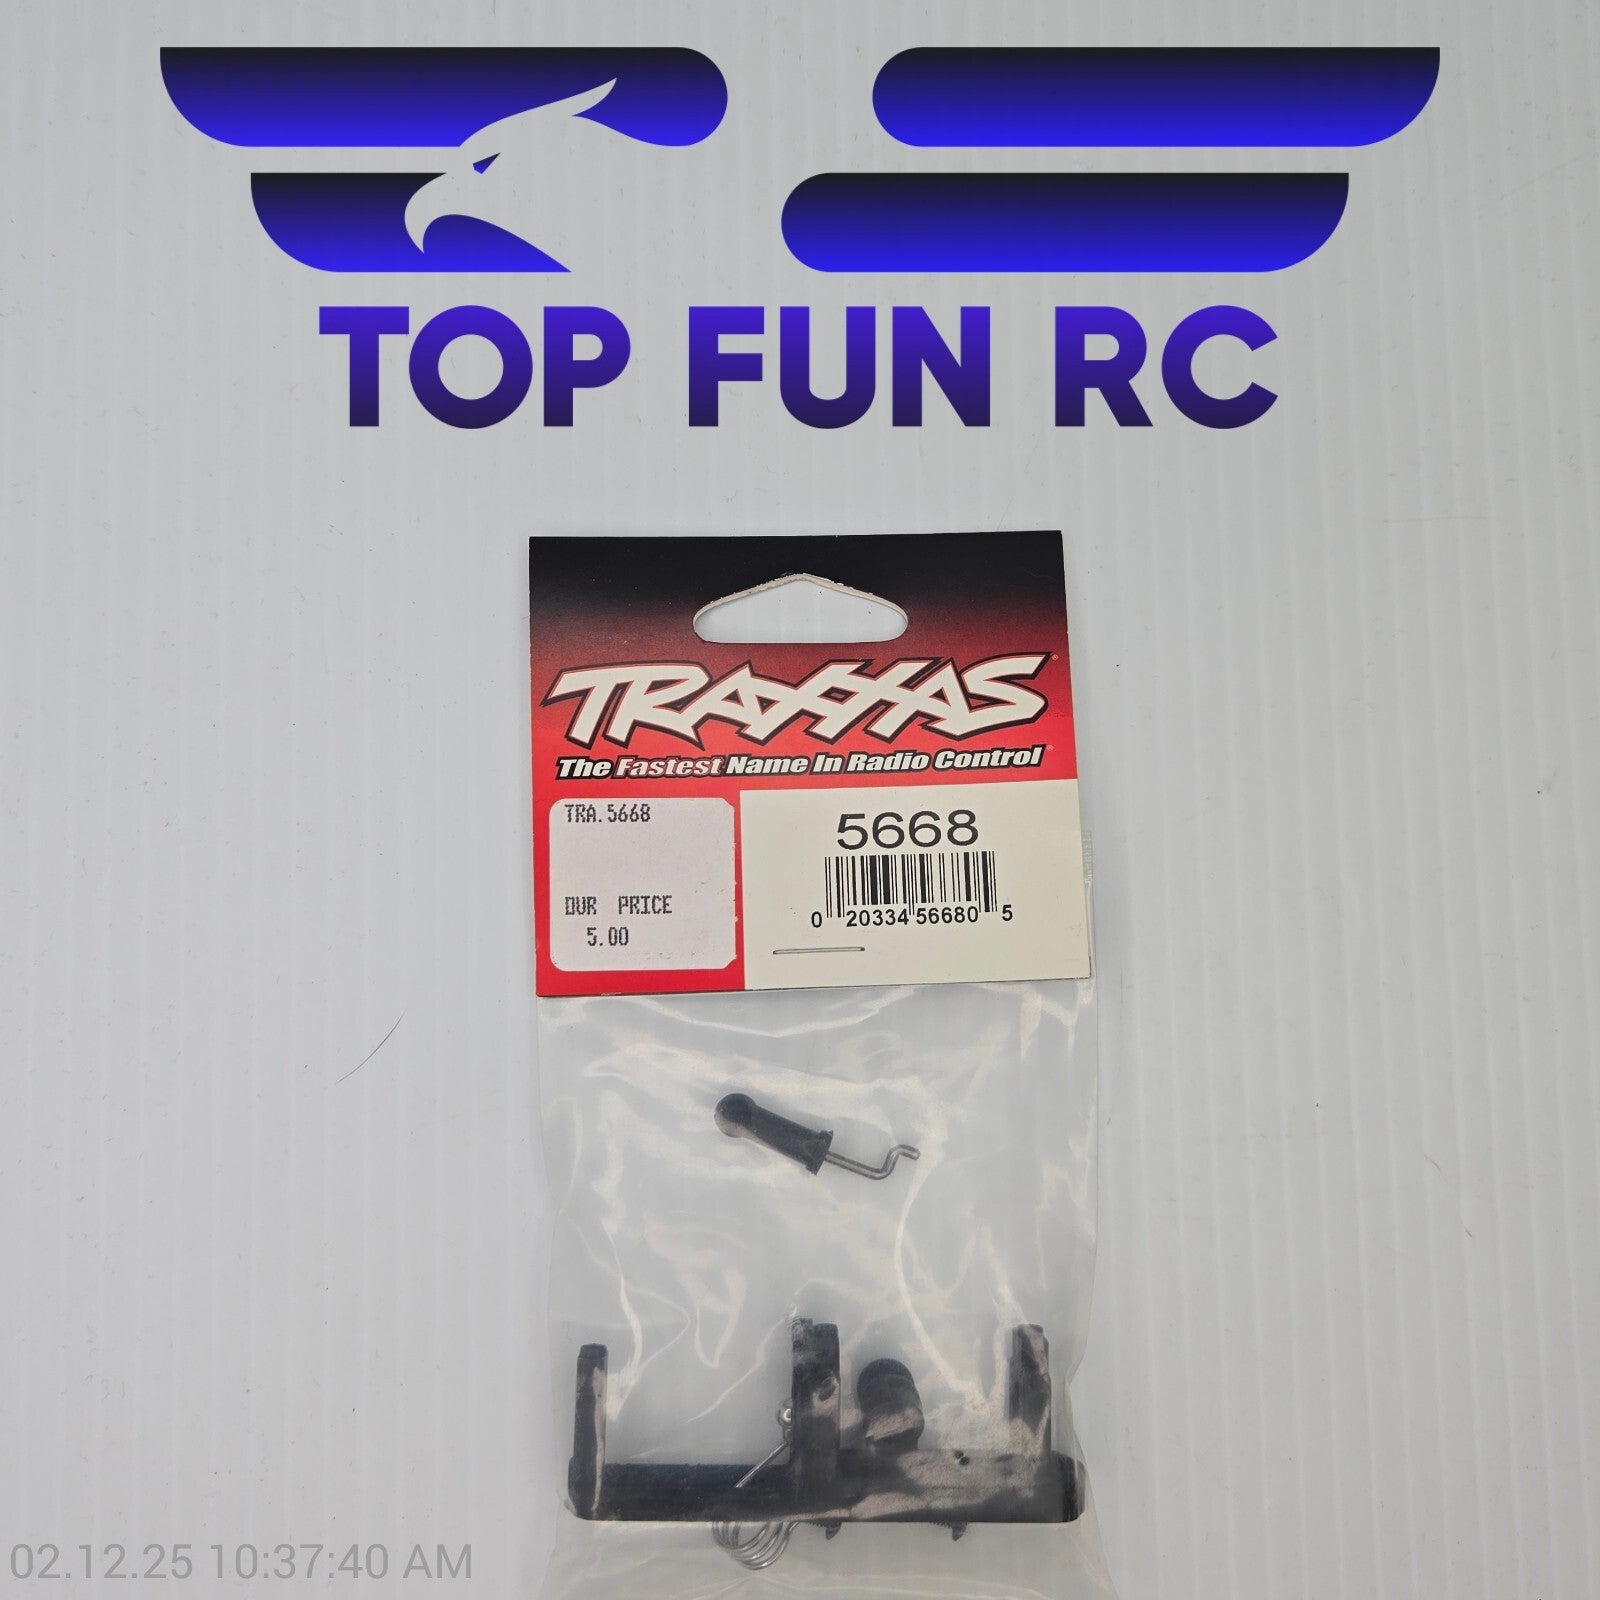 TOP FUN RC
TRAXXAS®
The Fastest Name In Radio Control®
TRA.5668
OUR PRICE
5.00
5668
0 20334 56680 5
02.12.25 10:37:40 AM